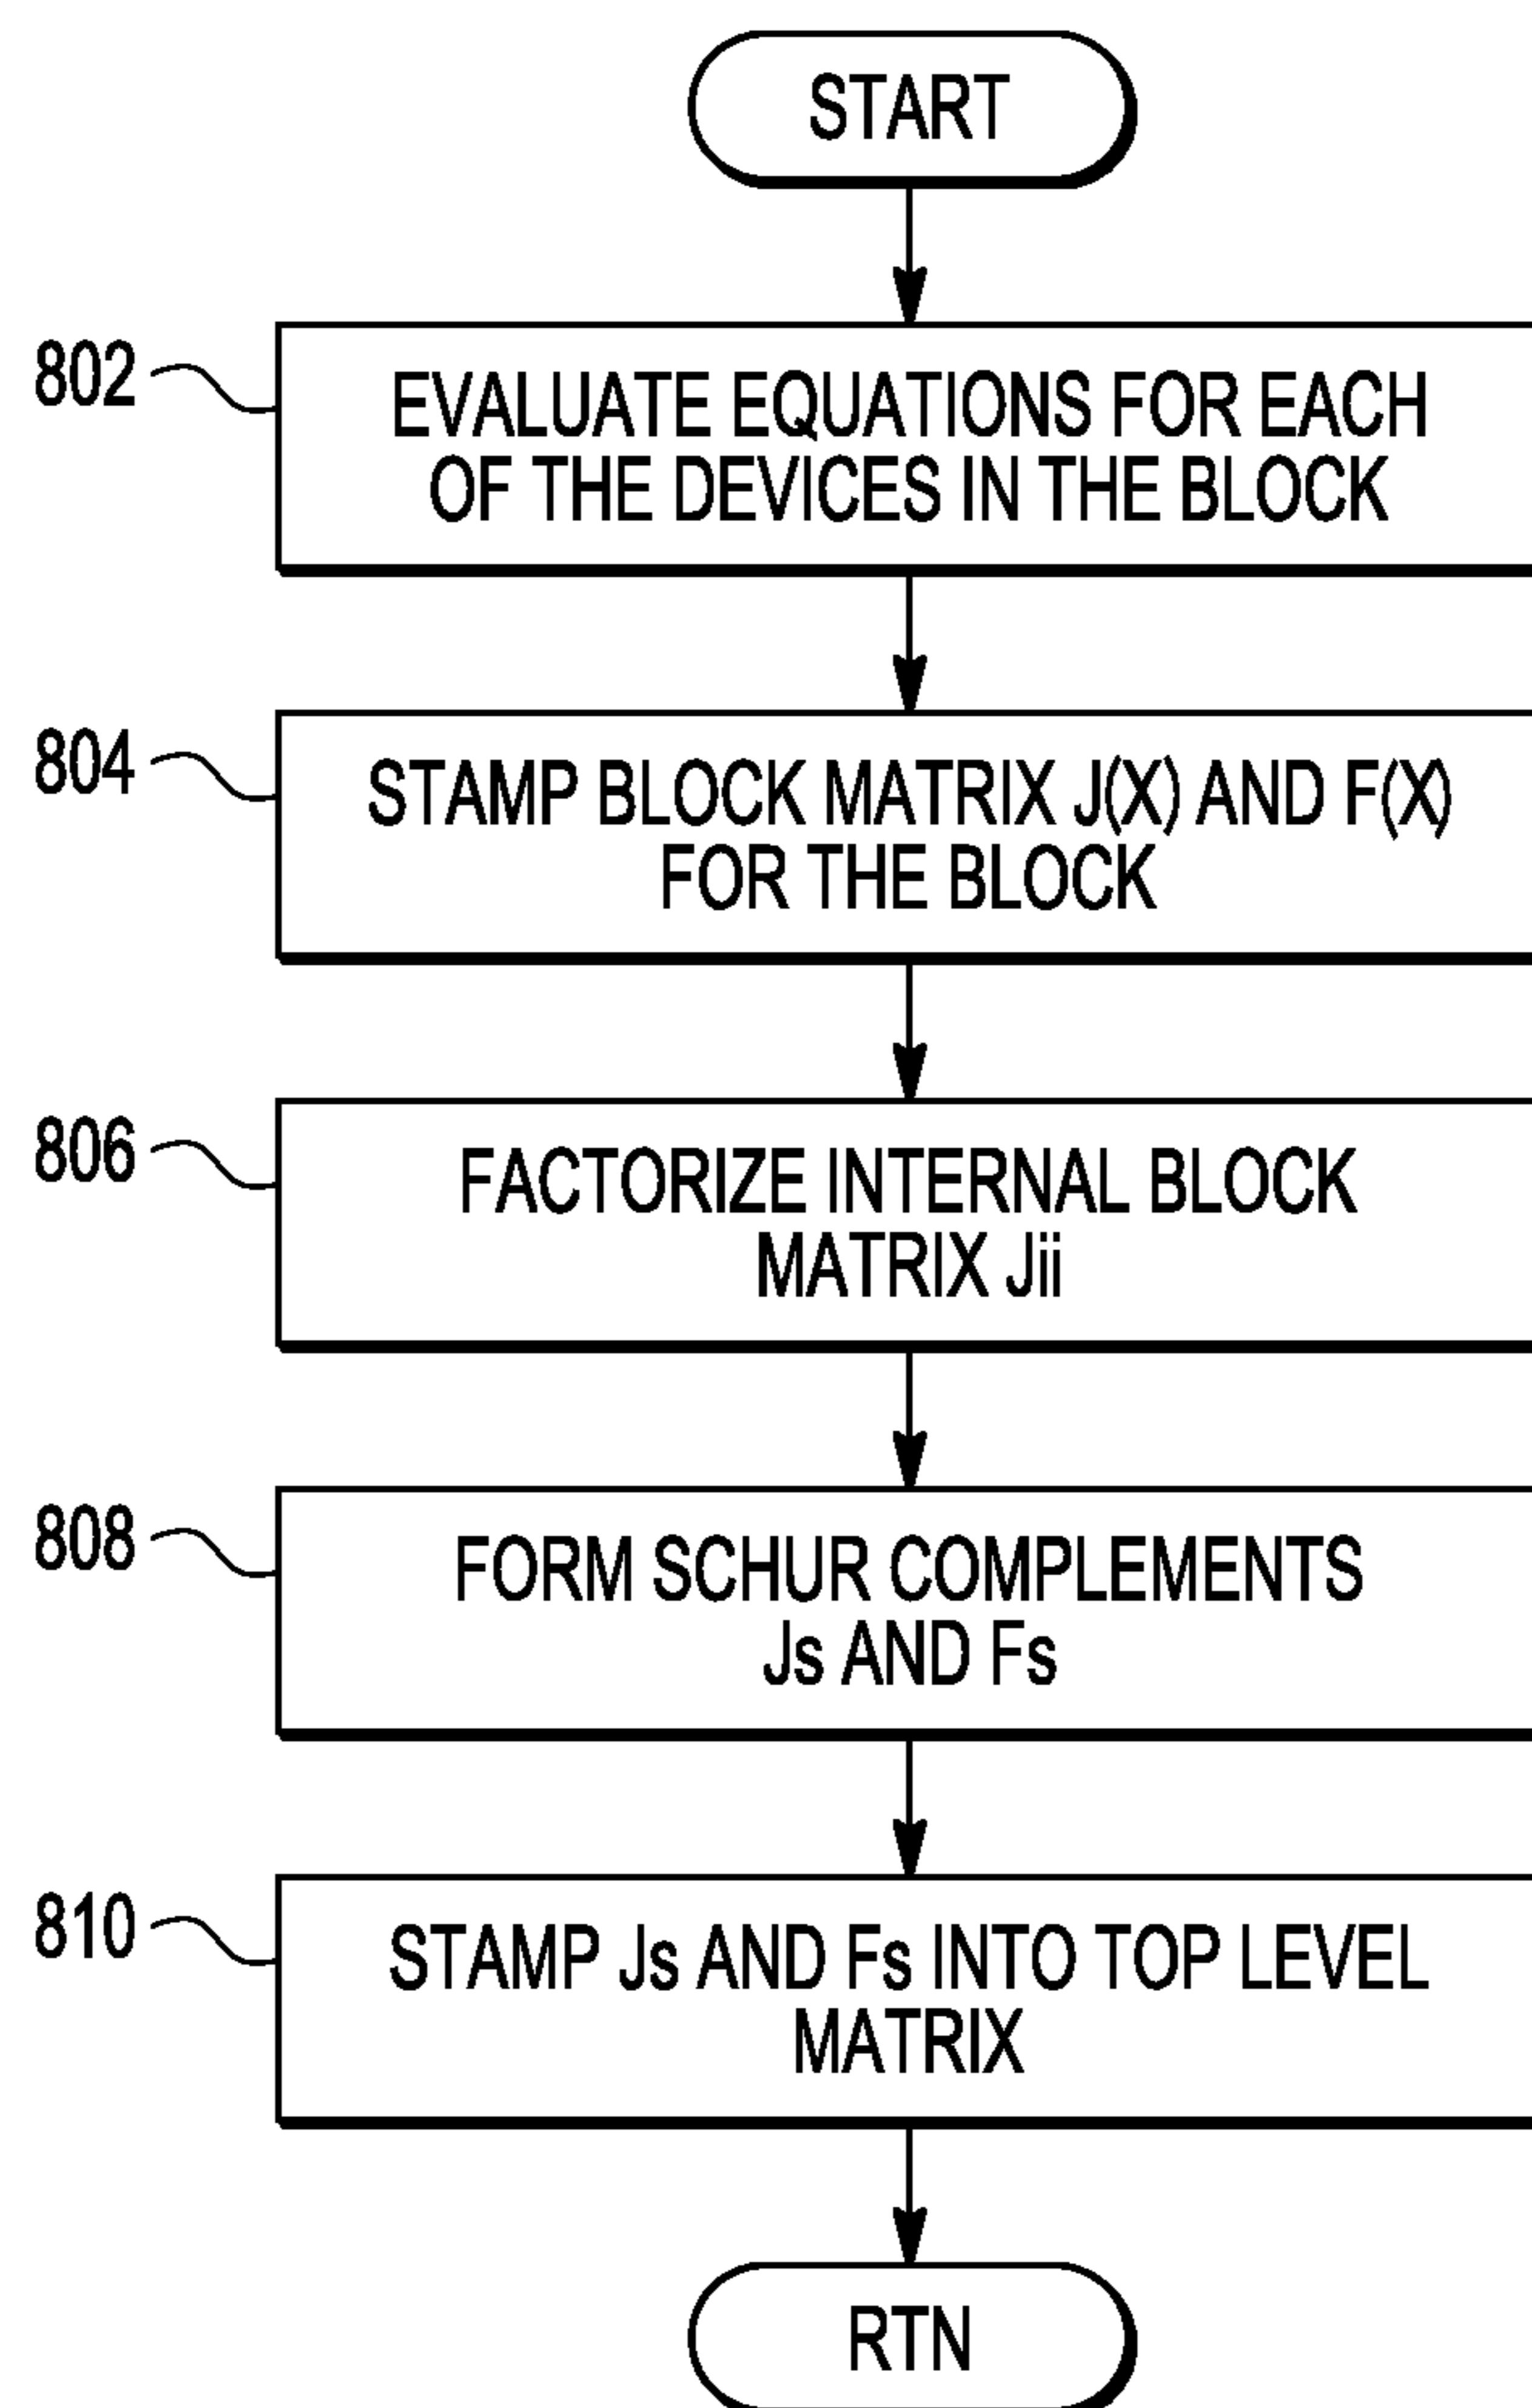 START
802
EVALUATE EQUATIONS FOR EACH
OF THE DEVICES IN THE BLOCK
804
STAMP BLOCK MATRIX J(X) AND F(X)
FOR THE BLOCK
806
FACTORIZE INTERNAL BLOCK
MATRIX Jii
808
FORM SCHUR COMPLEMENTS
Js AND Fs
810
STAMP Js AND Fs INTO TOP LEVEL
MATRIX
RTN